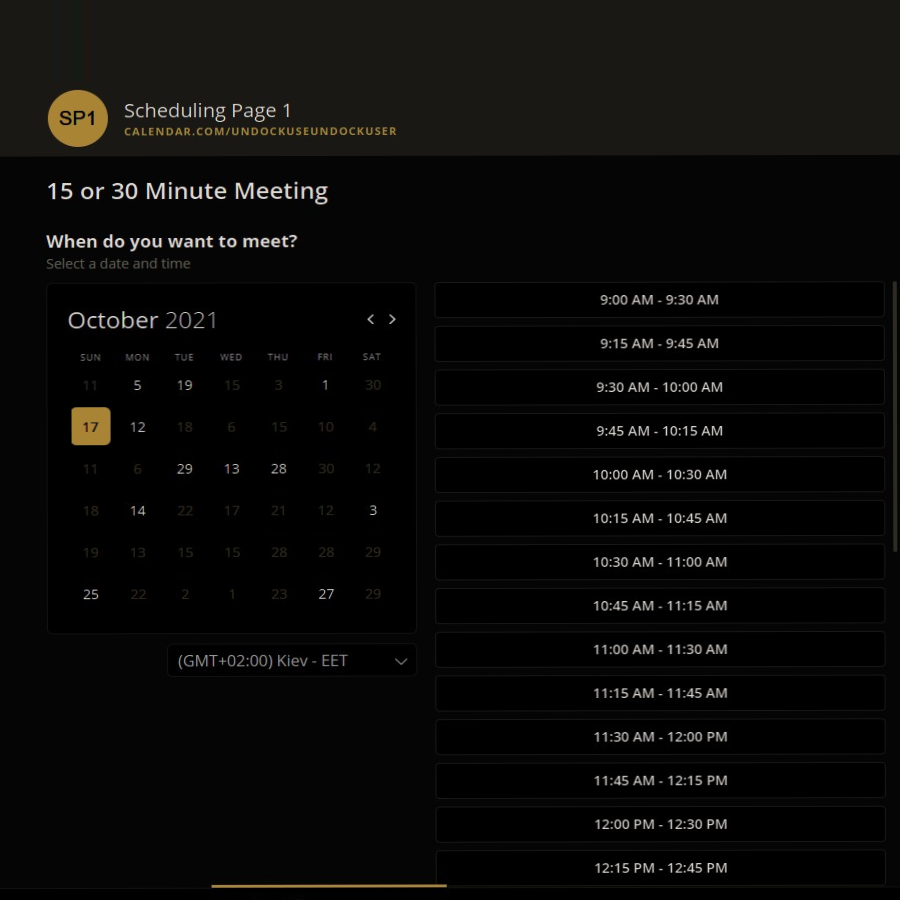 SP1
Scheduling Page 1
CALENDAR.COM/UNDOCKUSEUNDOCKUSER
15 or 30 Minute Meeting
When do you want to meet?
Select a date and time
October 2021
< >
SUN MON TUE WED THU FRI SAT
11 5 19 15 3 1 30
17 12 18 6 15 10 4
11 6 29 13 28 30 12
18 14 22 17 21 12 3
19 13 15 15 28 28 29
25 22 2 1 23 27 29
(GMT+02:00) Kiev - EET
9:00 AM - 9:30 AM
9:15 AM - 9:45 AM
9:30 AM - 10:00 AM
9:45 AM - 10:15 AM
10:00 AM - 10:30 AM
10:15 AM - 10:45 AM
10:30 AM - 11:00 AM
10:45 AM - 11:15 AM
11:00 AM - 11:30 AM
11:15 AM - 11:45 AM
11:30 AM - 12:00 PM
11:45 AM - 12:15 PM
12:00 PM - 12:30 PM
12:15 PM - 12:45 PM